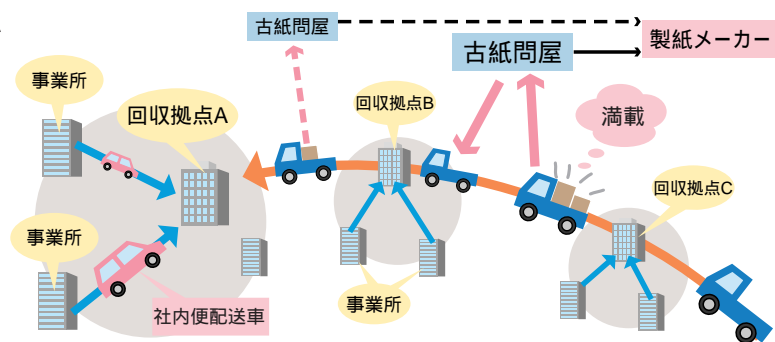 古紙問屋
製紙メーカー
古紙問屋
事業所
回収拠点A
回収拠点B
満載
回収拠点C
事業所
事業所
社内便配送車